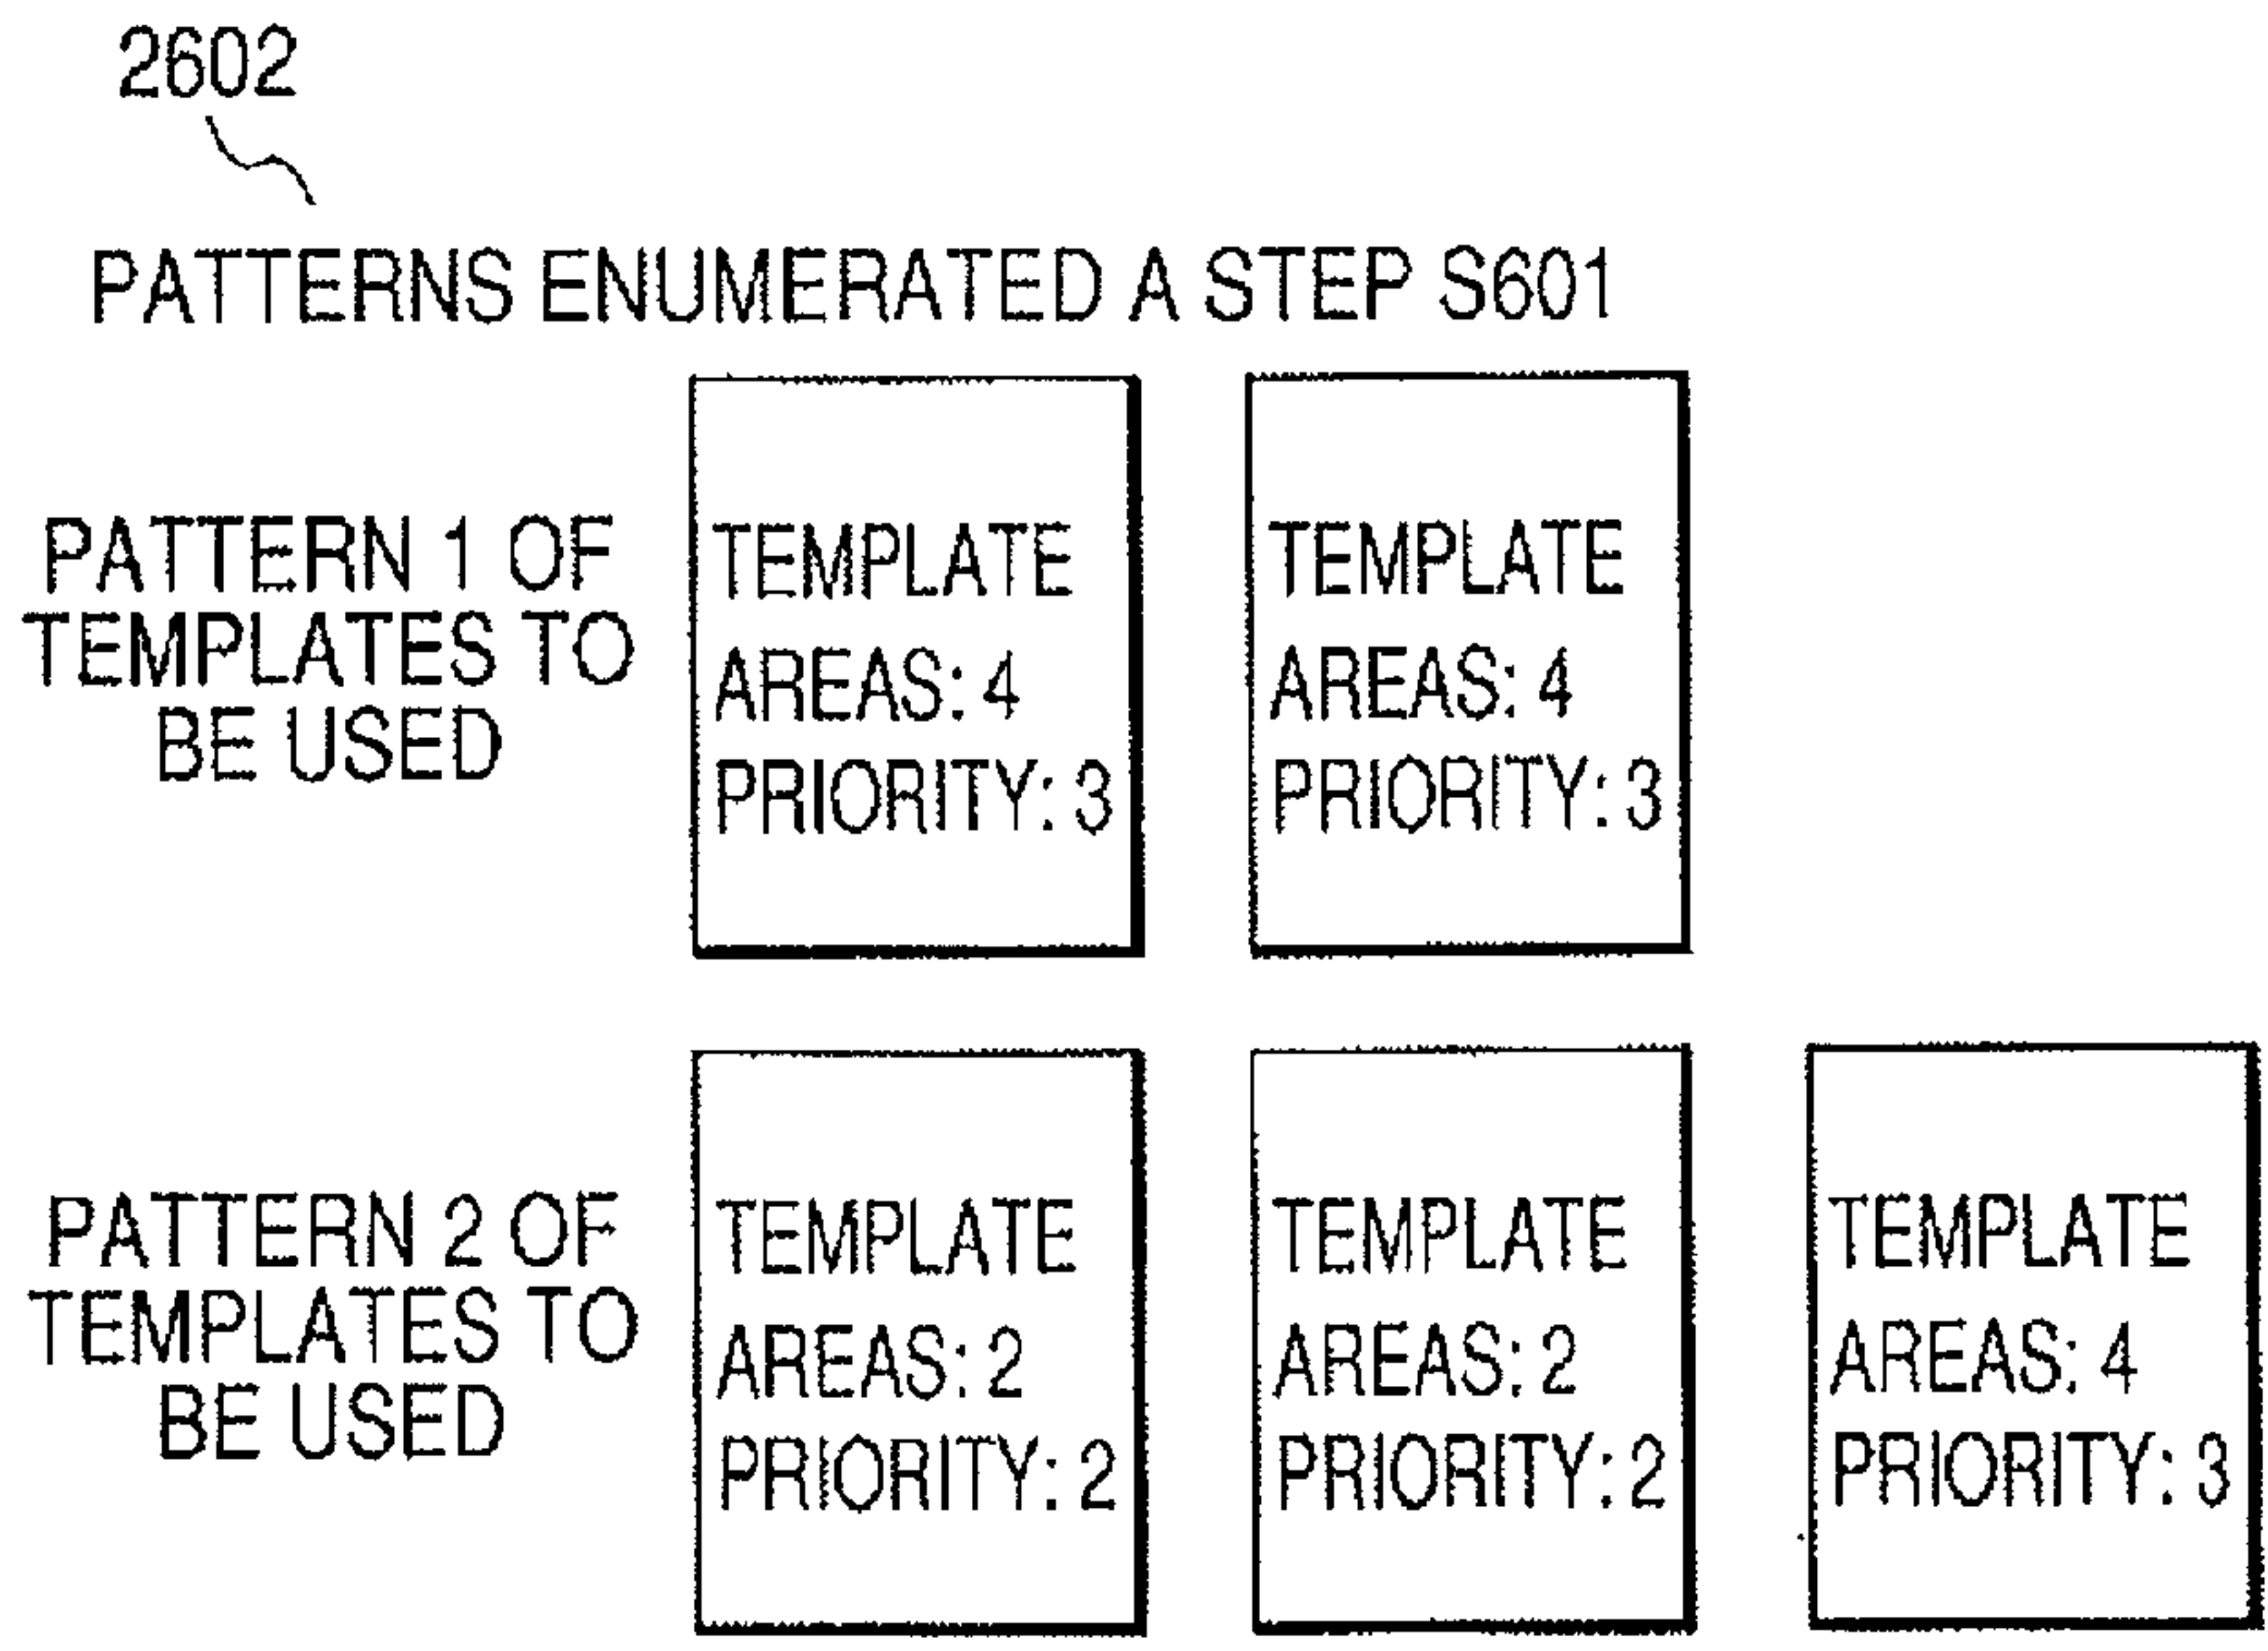 2602
PATTERNS ENUMERATED A STEP S601
PATTERN 1 OF
TEMPLATES TO
BE USED
TEMPLATE
AREAS: 4
PRIORITY: 3
TEMPLATE
AREAS: 4
PRIORITY: 3
PATTERN 2 OF
TEMPLATES TO
BE USED
TEMPLATE
AREAS: 2
PRIORITY: 2
TEMPLATE
AREAS: 2
PRIORITY: 2
TEMPLATE
AREAS: 4
PRIORITY: 3